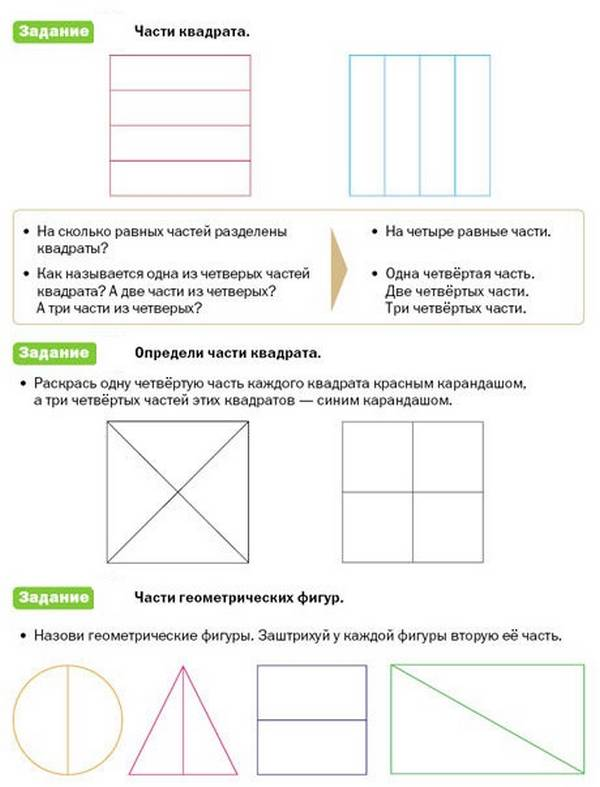 Задание Части квадрата.
• На сколько равных частей разделены
квадраты?
• Как называется одна из четверых частей
квадрата? А две части из четверых?
А три части из четверых?
• На четыре равные части.
• Одна четвёртая часть.
Две четвёртых части.
Три четвёртых части.
Задание Определи части квадрата.
• Раскрась одну четвёртую часть каждого квадрата красным карандашом,
а три четвёртых частей этих квадратов — синим карандашом.
Задание Части геометрических фигур.
• Назови геометрические фигуры. Заштрихуй у каждой фигуры вторую её часть.